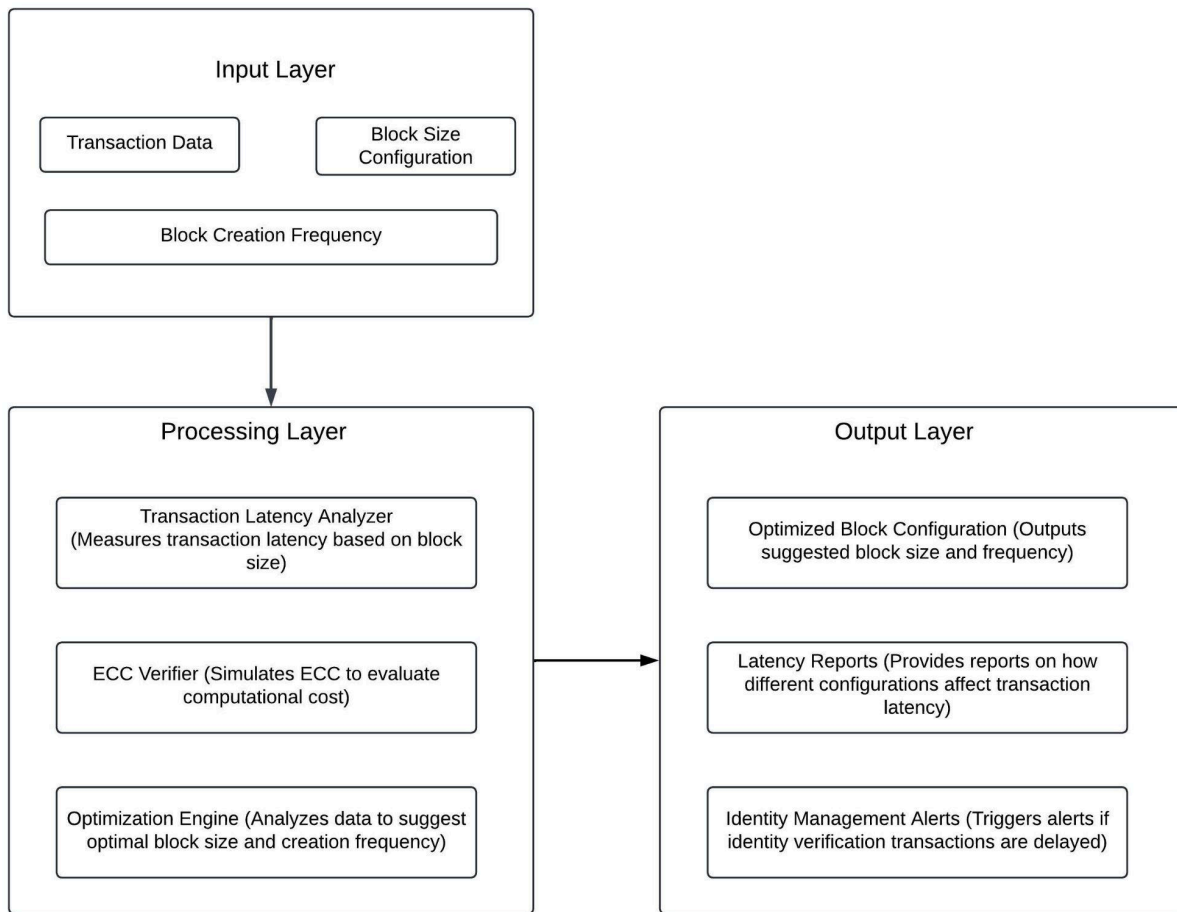 Input Layer
Transaction Data
Block Size
Configuration
Block Creation Frequency
Processing Layer
Transaction Latency Analyzer
(Measures transaction latency based on block
size)
ECC Verifier (Simulates ECC to evaluate
computational cost)
Optimization Engine (Analyzes data to suggest
optimal block size and creation frequency)
Output Layer
Optimized Block Configuration (Outputs
suggested block size and frequency)
Latency Reports (Provides reports on how
different configurations affect transaction
latency)
Identity Management Alerts (Triggers alerts if
identity verification transactions are delayed)